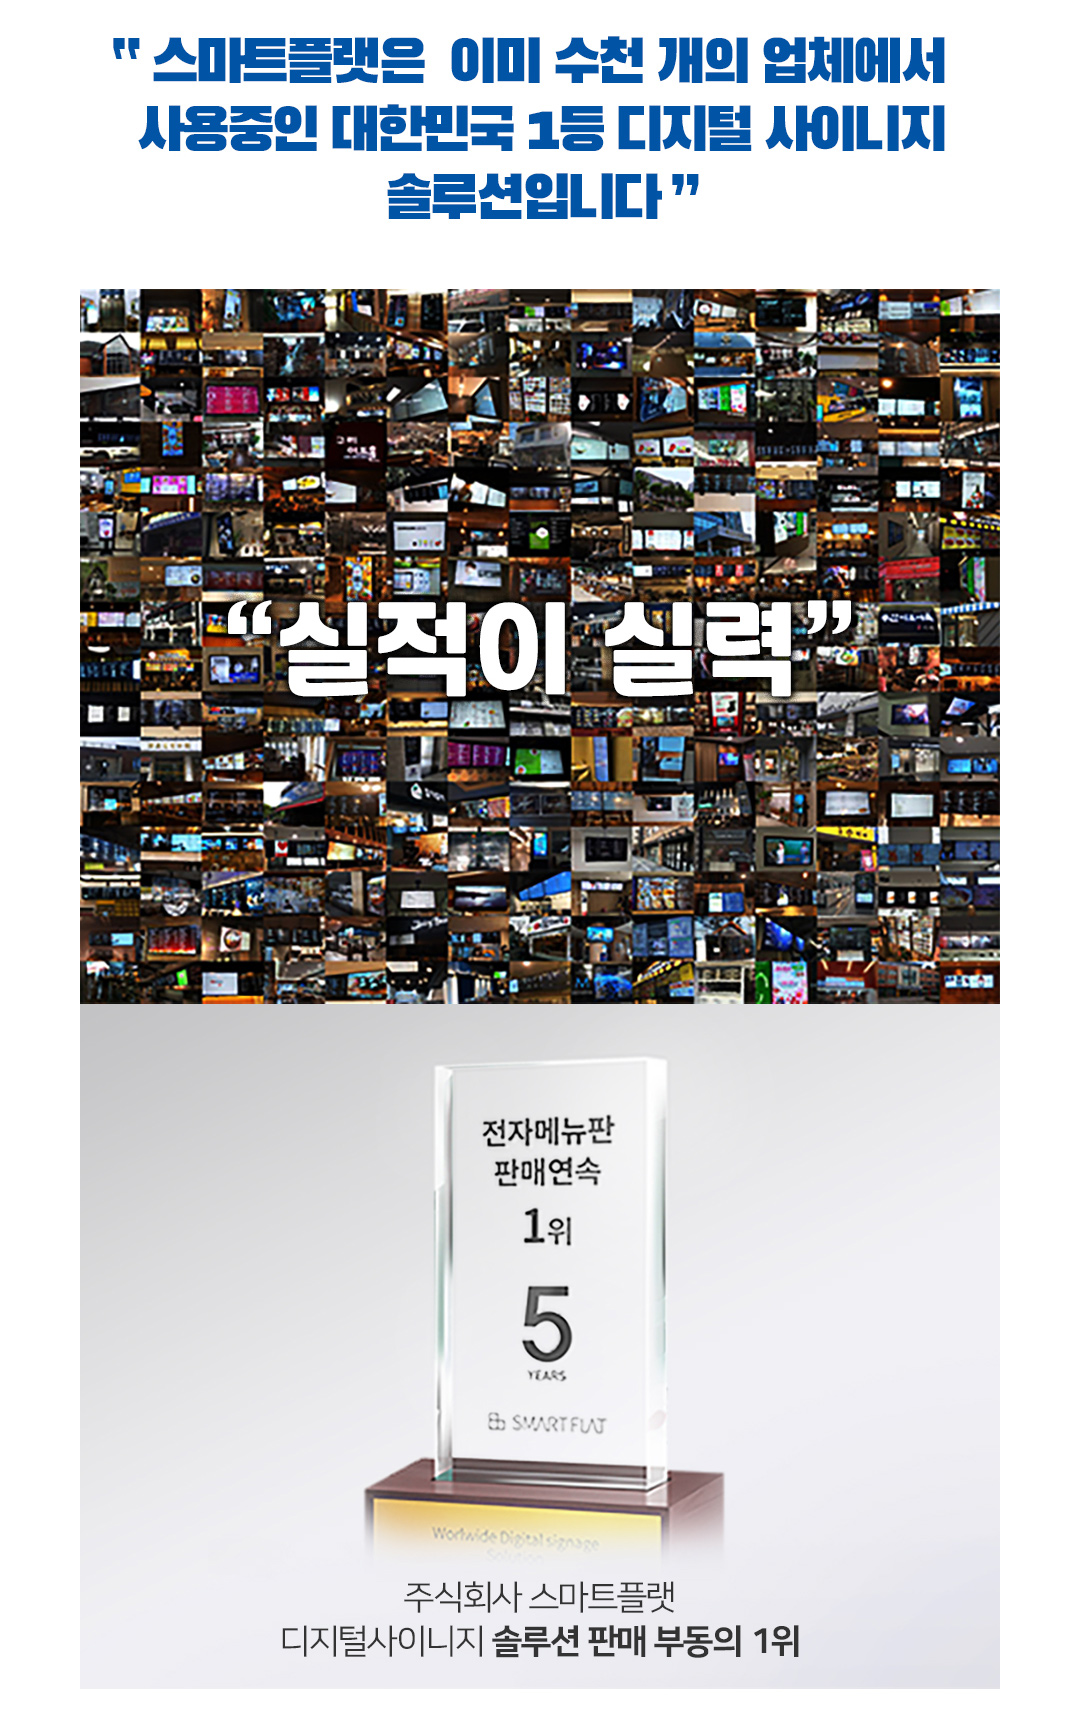 “ 스마트플랫은 이미 수천 개의 업체에서
사용중인 대한민국 1등 디지털 사이니지
솔루션입니다 ”
“실적이 실력”
전자메뉴판
판매연속
1위
5
YEARS
SMARTFLAT
Worlwide Digital signage
Solution
주식회사 스마트플랫
디지털사이니지 솔루션 판매 부동의 1위